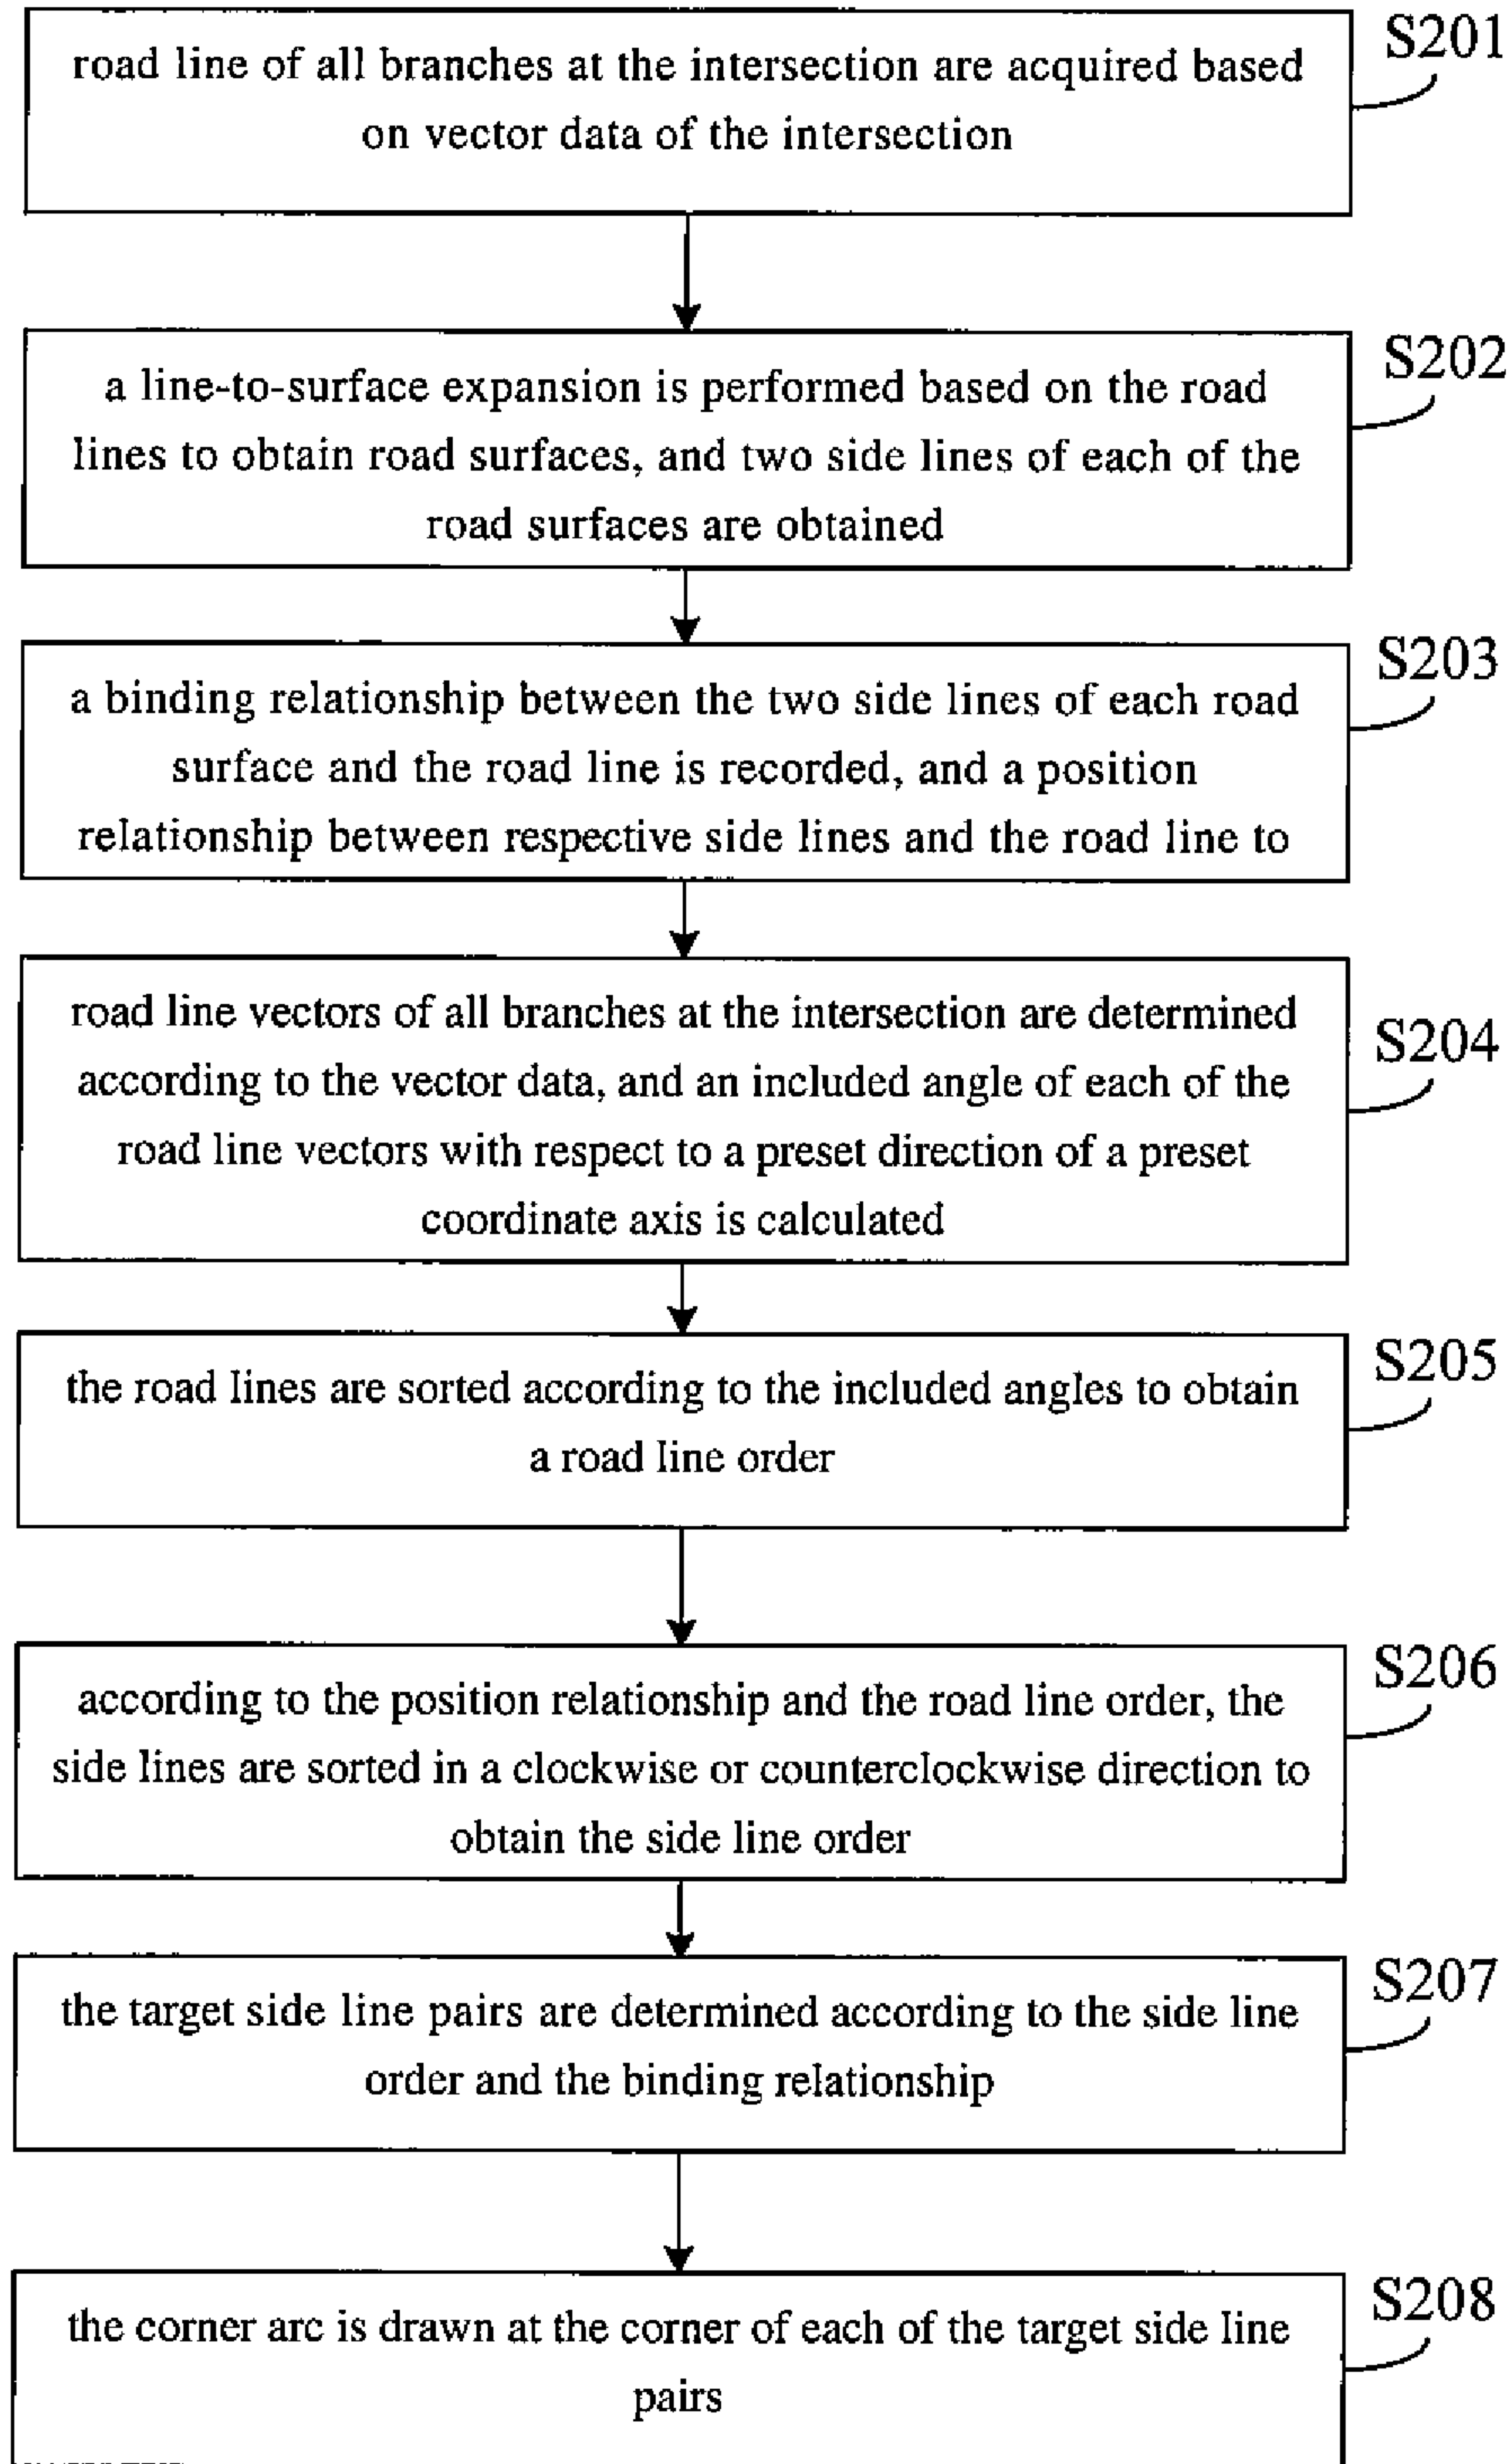 S201
road line of all branches at the intersection are acquired based
on vector data of the intersection
S202
a line-to-surface expansion is performed based on the road
lines to obtain road surfaces, and two side lines of each of the
road surfaces are obtained
S203
a binding relationship between the two side lines of each road
surface and the road line is recorded, and a position
relationship between respective side lines and the road line to
S204
road line vectors of all branches at the intersection are determined
according to the vector data, and an included angle of each of the
road line vectors with respect to a preset direction of a preset
coordinate axis is calculated
S205
the road lines are sorted according to the included angles to obtain
a road line order
S206
according to the position relationship and the road line order, the
side lines are sorted in a clockwise or counterclockwise direction to
obtain the side line order
S207
the target side line pairs are determined according to the side line
order and the binding relationship
S208
the corner arc is drawn at the corner of each of the target side line
pairs